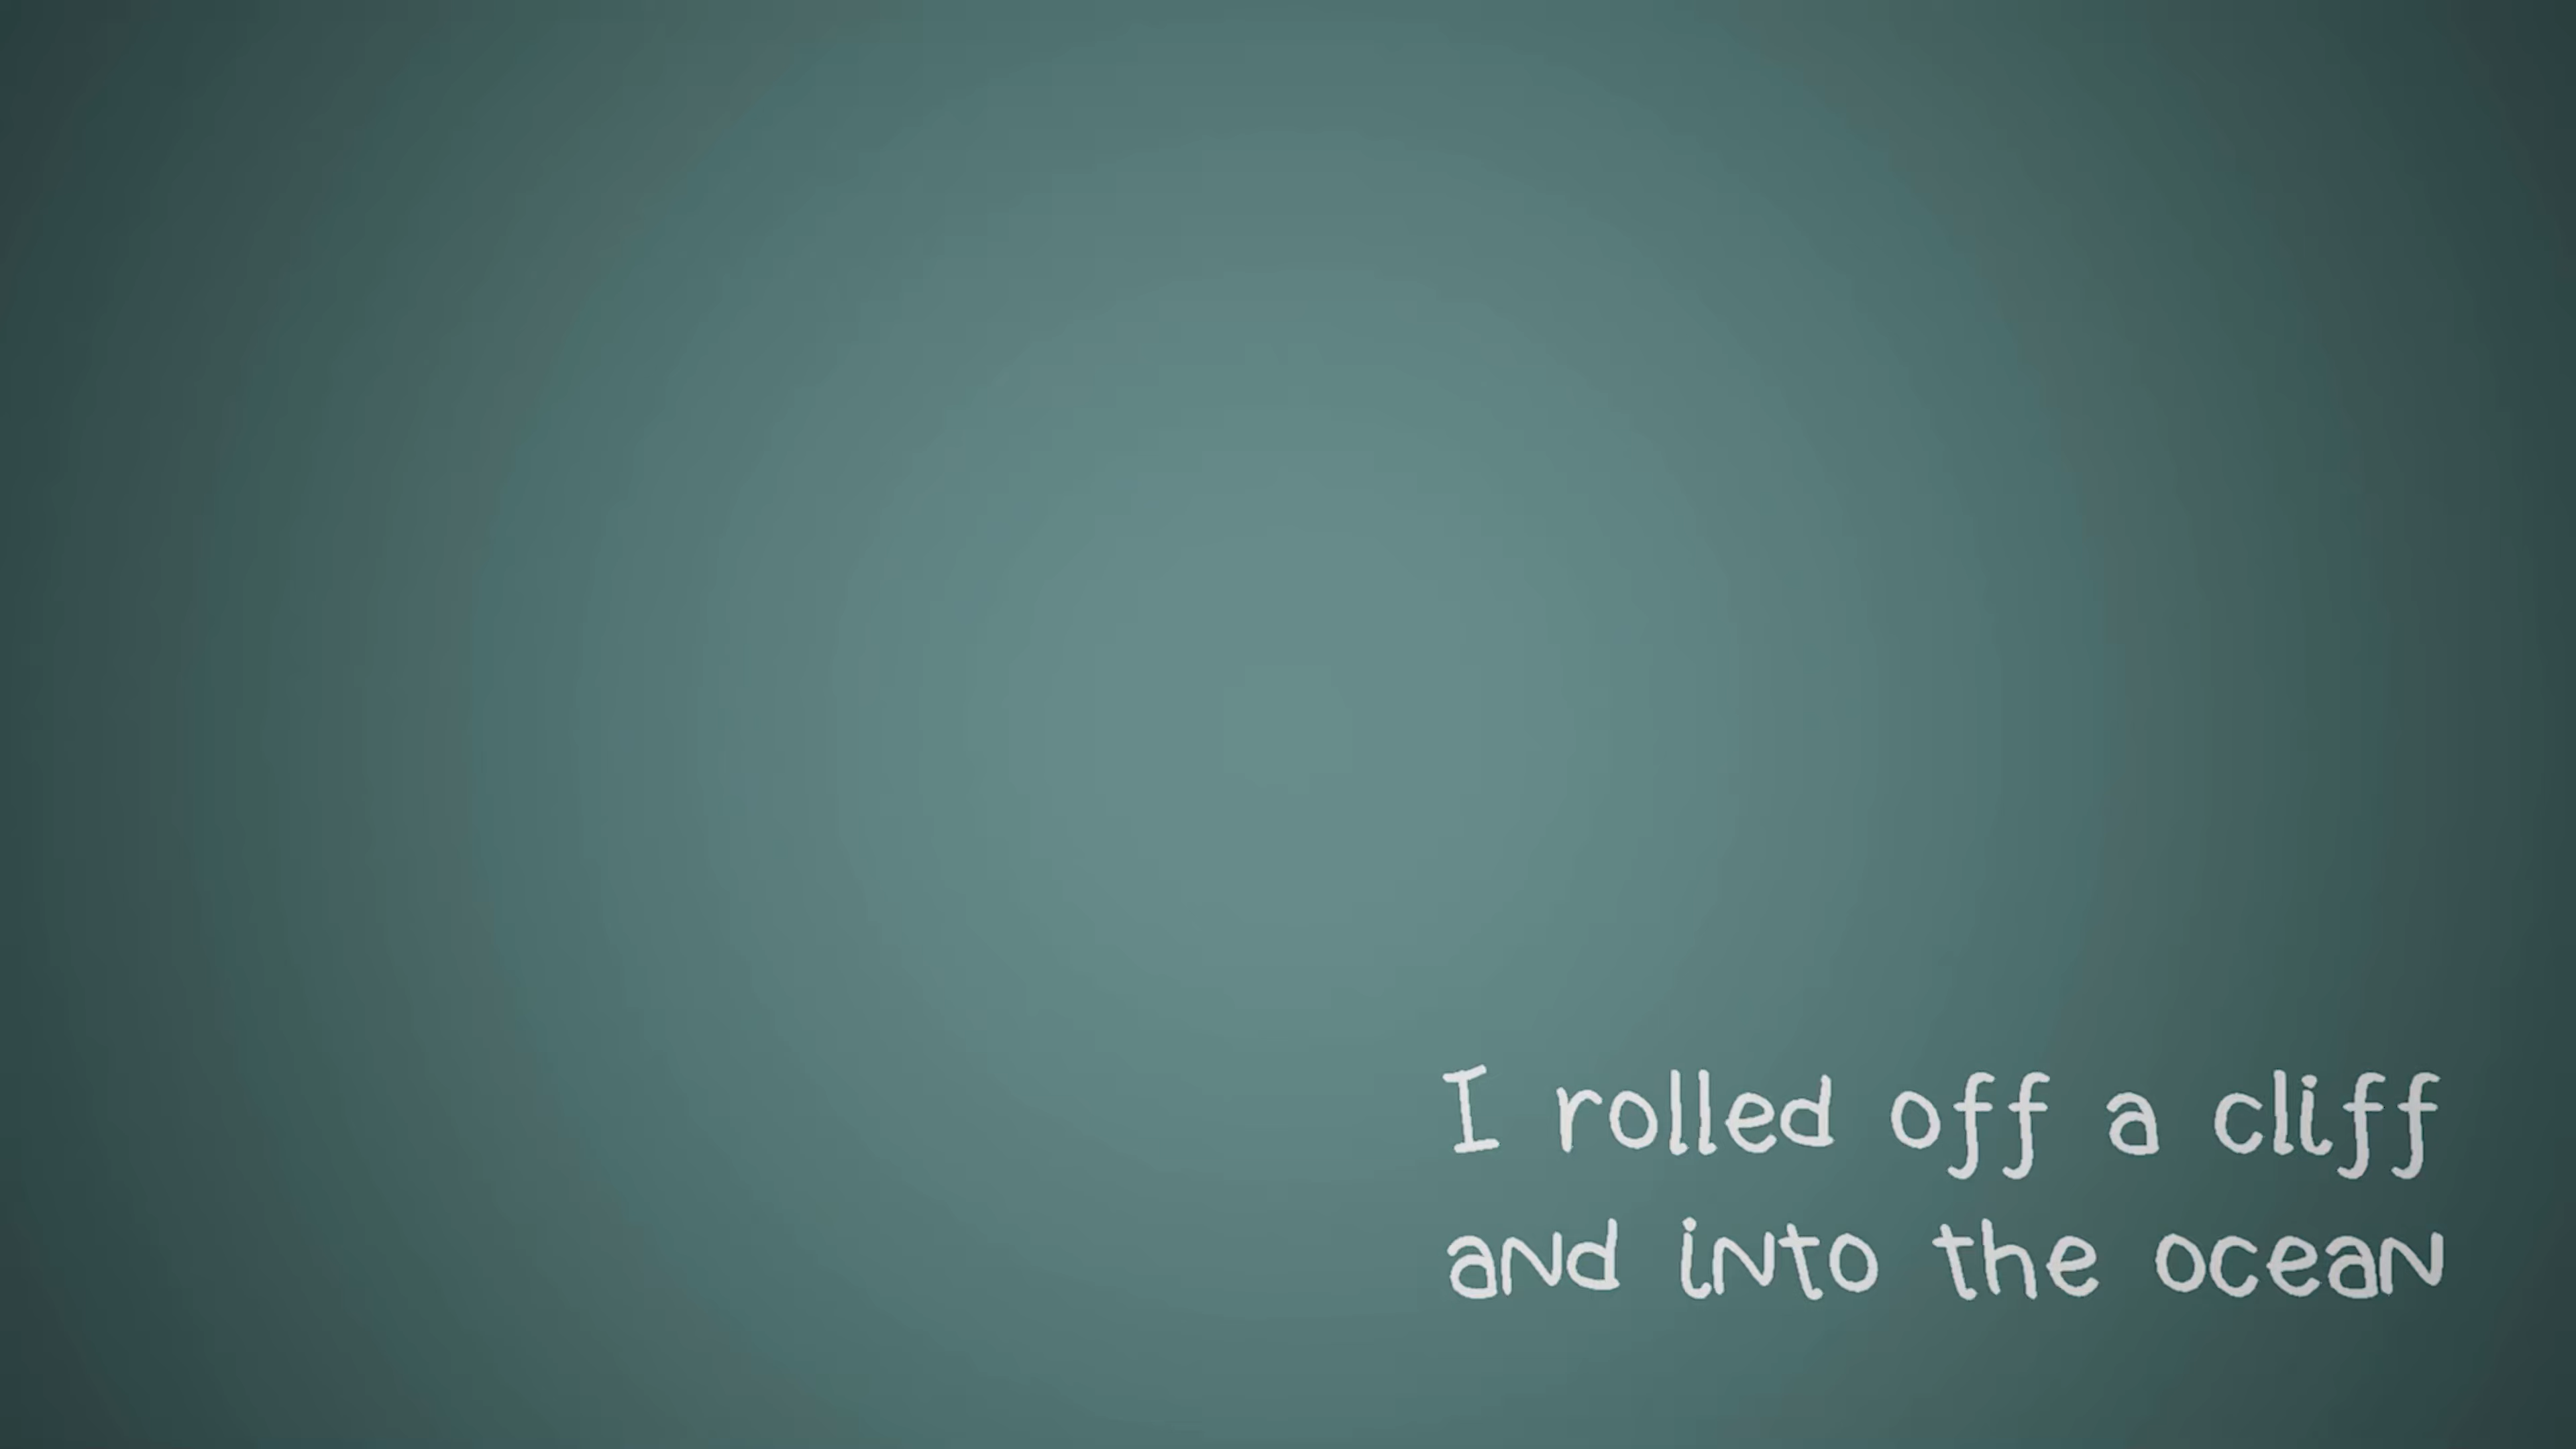 I rolled off a cliff
and into the ocean